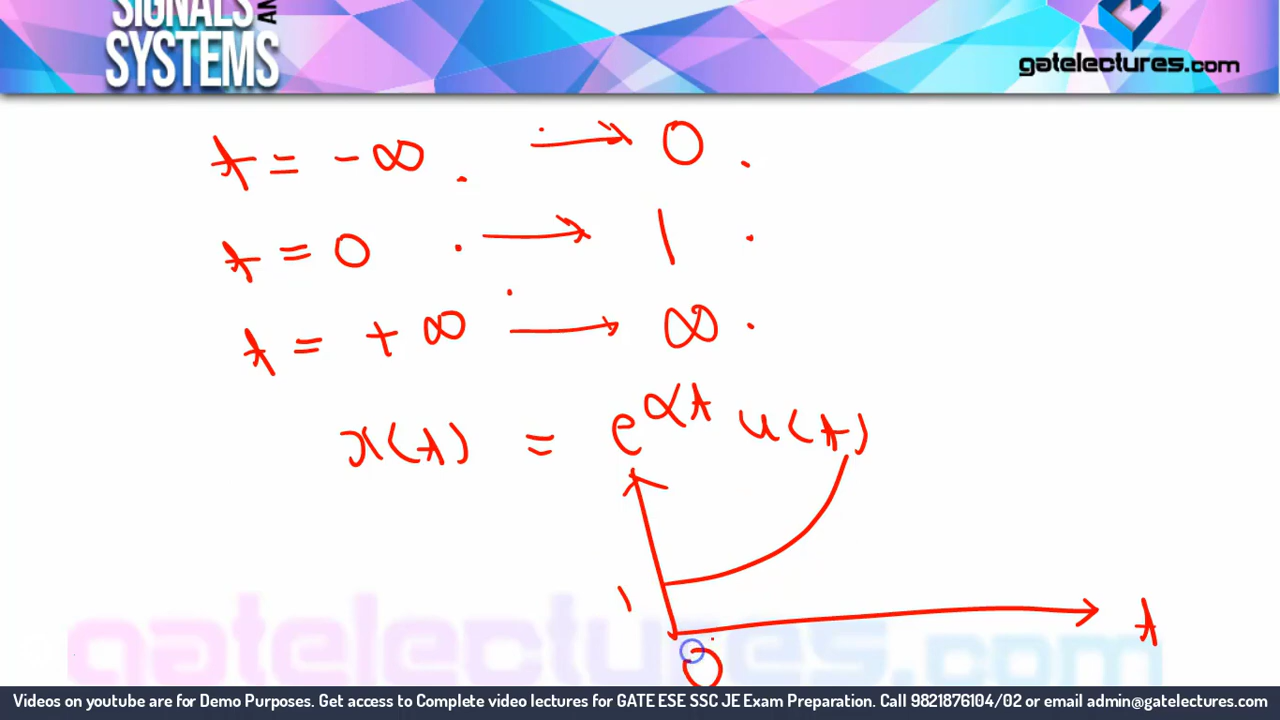 SIGNALS AND
SYSTEMS
gatelectures.com
t = -∞ . → 0 .
t = 0 . → 1 .
t = + ∞ → ∞ .
x(t) = e^αt u(t)
1
t
0
gatelectures.com
Videos on youtube are for Demo Purposes. Get access to Complete video lectures for GATE ESE SSC JE Exam Preparation. Call 9821876104/02 or email admin@gatelectures.com